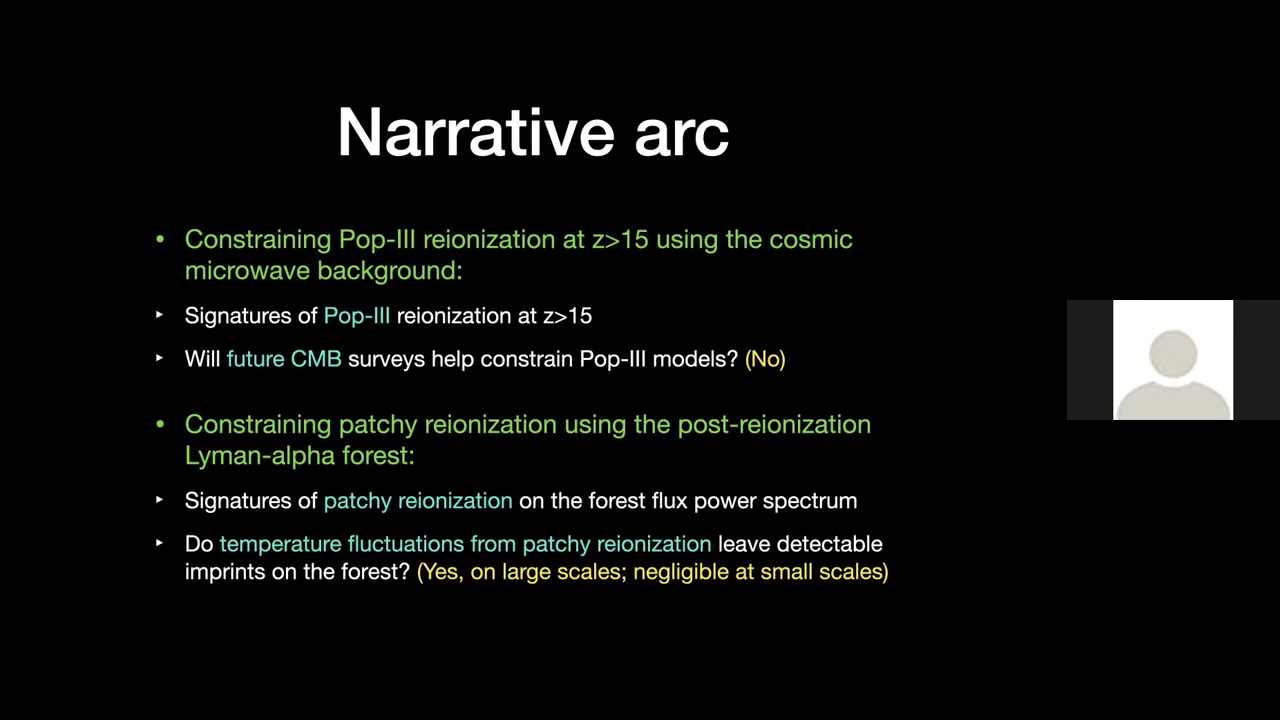 Narrative arc
• Constraining Pop-III reionization at z>15 using the cosmic
microwave background:
‣ Signatures of Pop-III reionization at z>15
‣ Will future CMB surveys help constrain Pop-III models? (No)
• Constraining patchy reionization using the post-reionization
Lyman-alpha forest:
‣ Signatures of patchy reionization on the forest flux power spectrum
‣ Do temperature fluctuations from patchy reionization leave detectable
imprints on the forest? (Yes, on large scales; negligible at small scales)